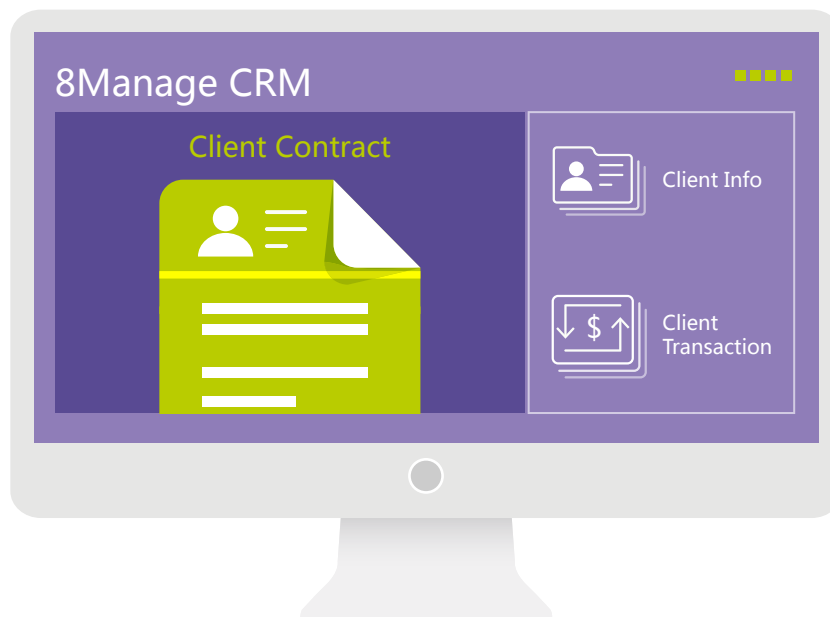 8Manage CRM
Client Contract
Client Info
$
Client
Transaction